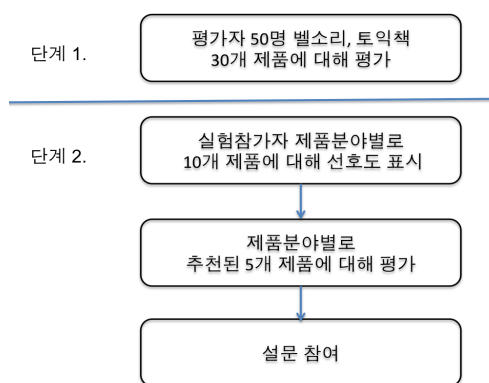 단계 1.
평가자 50명 벨소리, 토익책
30개 제품에 대해 평가
단계 2.
실험참가자 제품분야별로
10개 제품에 대해 선호도 표시
제품분야별로
추천된 5개 제품에 대해 평가
설문 참여